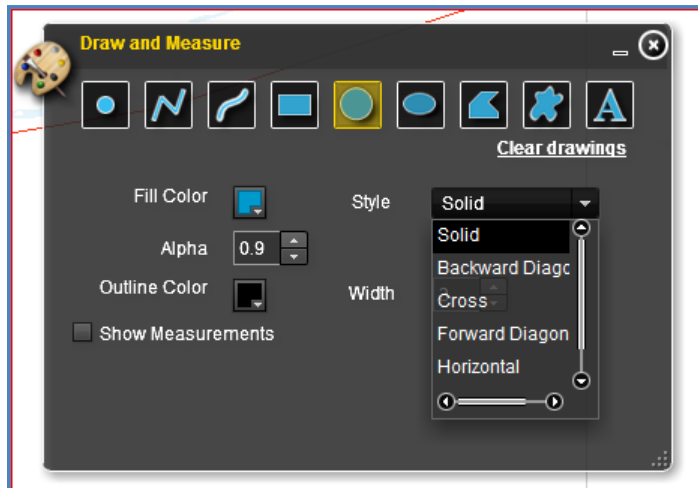 Draw and Measure
A
Clear drawings
Fill Color
Style
Solid
Alpha
0.9
Solid
Backward Diagc
Outline Color
Width
Cross
Show Measurements
Forward Diagon
Horizontal